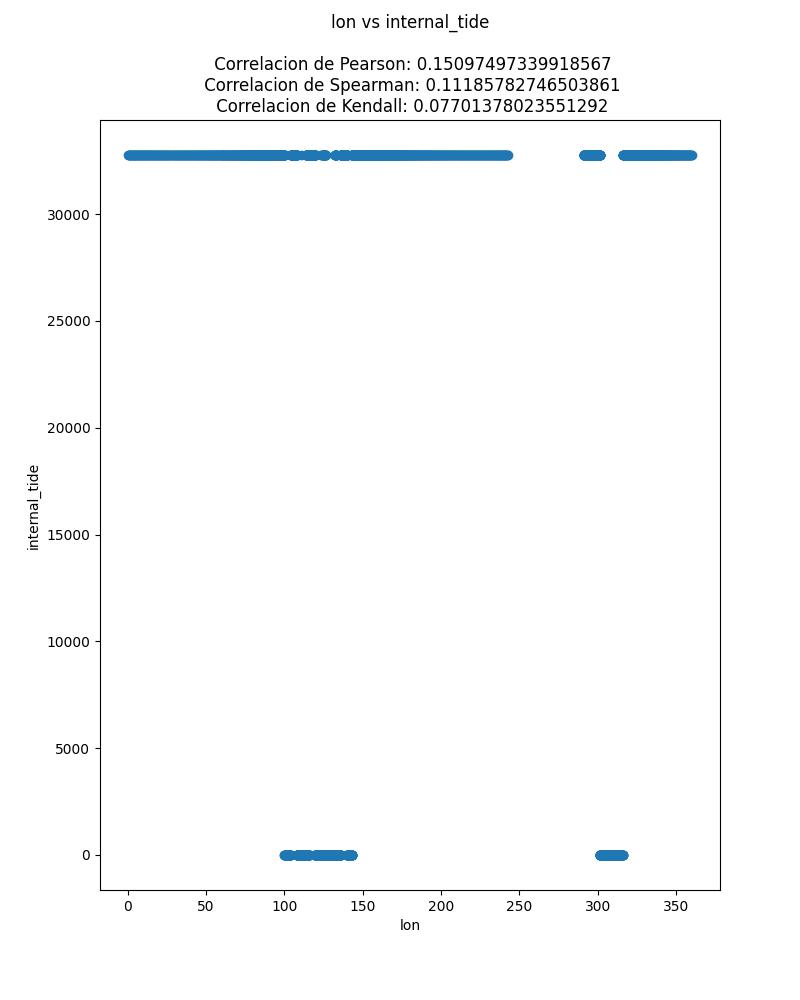 lon vs internal_tide
Correlacion de Pearson: 0.15097497339918567
Correlacion de Spearman: 0.11185782746503861
Correlacion de Kendall: 0.07701378023551292
30000
25000
20000
15000
10000
5000
0
internal_tide
0 50 100 150 200 250 300 350
lon